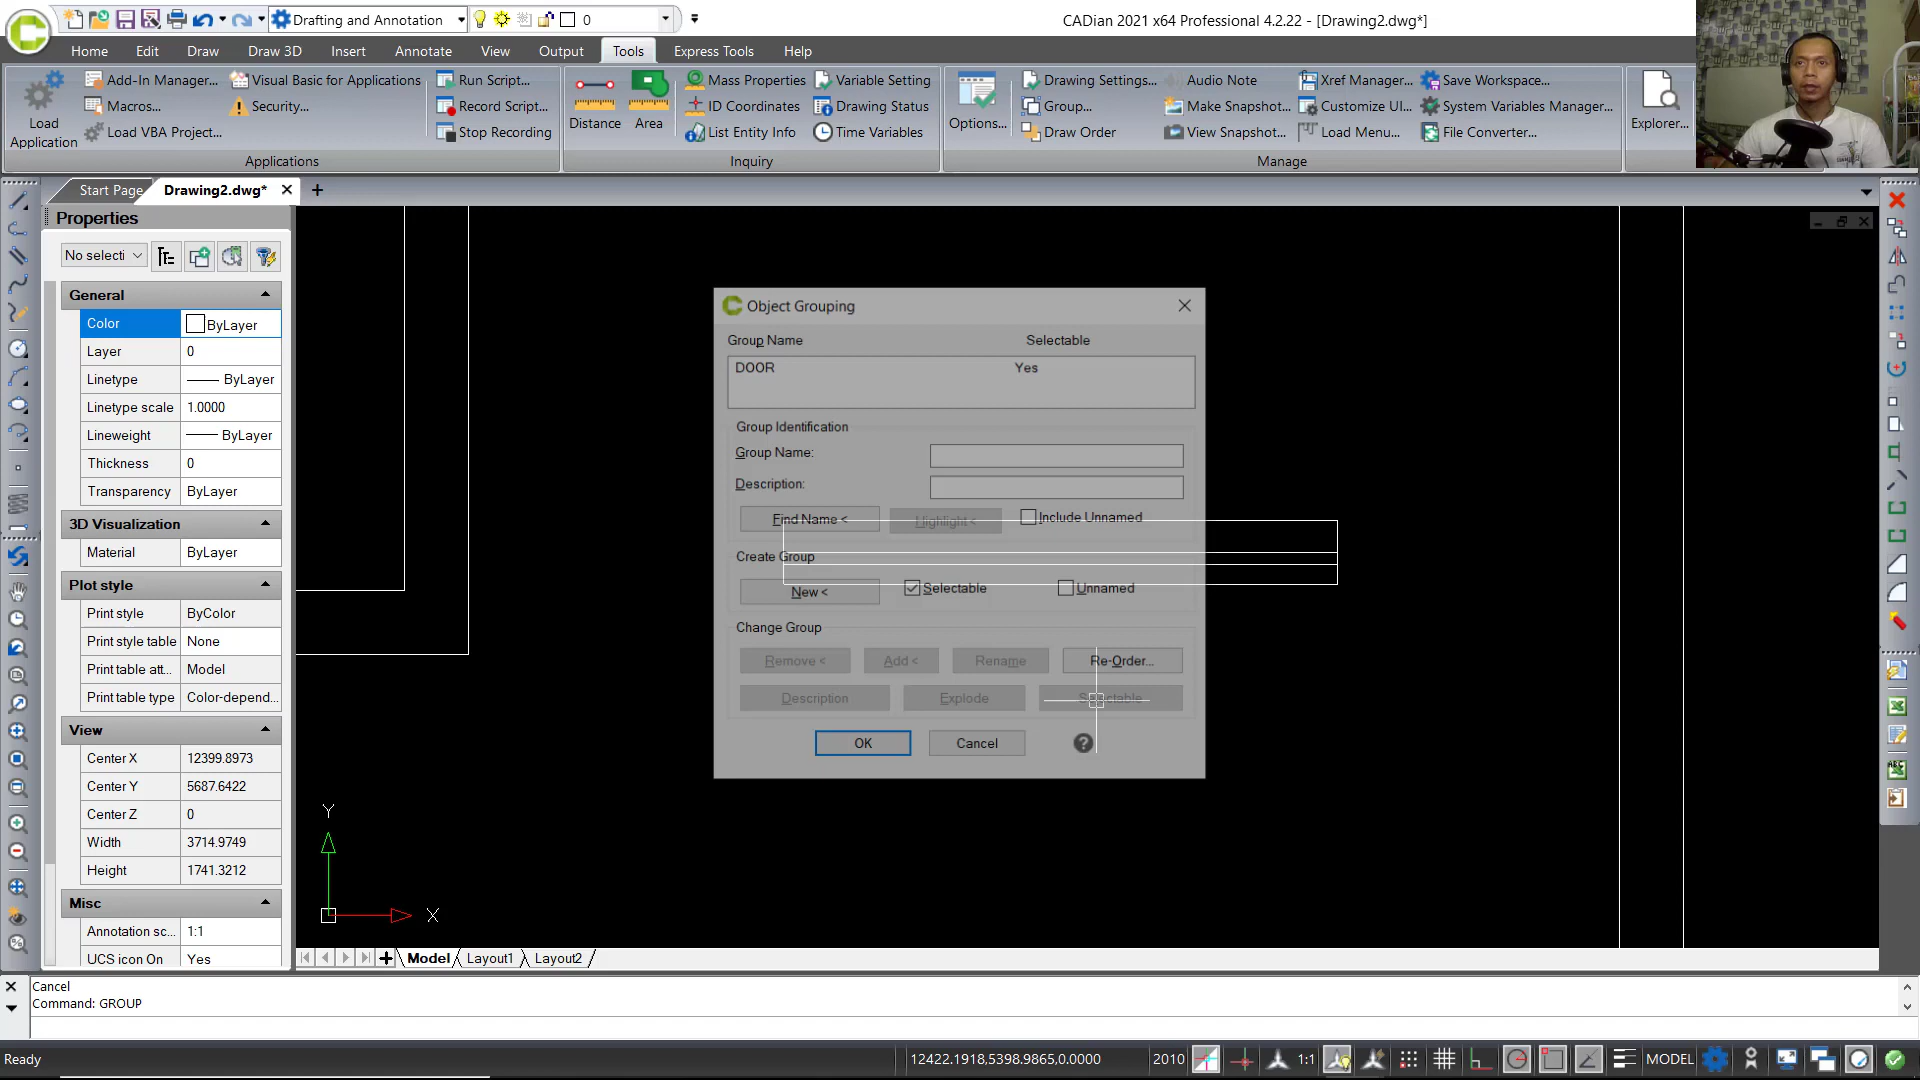 Drafting and Annotation
0
CADian 2021 x64 Professional 4.2.22 - [Drawing2.dwg*]
Home
Edit
Draw
Draw 3D
Insert
Annotate
View
Output
Tools
Express Tools
Help
Load Application
Add-In Manager...
Macros...
Load VBA Project...
Visual Basic for Applications
Security...
Run Script...
Record Script...
Stop Recording
Applications
Distance
Area
Mass Properties
ID Coordinates
List Entity Info
Variable Setting
Drawing Status
Time Variables
Inquiry
Options...
Drawing Settings...
Group...
Draw Order
Audio Note
Make Snapshot...
View Snapshot...
Xref Manager...
Customize UI...
Load Menu...
Save Workspace...
System Variables Manager...
File Converter...
Manage
Explorer...
Start Page
Drawing2.dwg*
Properties
No selecti
General
Color ByLayer
Layer 0
Linetype ByLayer
Linetype scale 1.0000
Lineweight ByLayer
Thickness 0
Transparency ByLayer
3D Visualization
Material ByLayer
Plot style
Print style ByColor
Print style table None
Print table att... Model
Print table type Color-depend...
View
Center X 12399.8973
Center Y 5687.6422
Center Z 0
Width 3714.9749
Height 1741.3212
Misc
Annotation sc... 1:1
UCS icon On Yes
Object Grouping
Group Name Selectable
DOOR Yes
Group Identification
Group Name:
Description:
Find Name < Highlight < Include Unnamed
Create Group
New < Selectable Unnamed
Change Group
Remove < Add < Rename Re-Order...
Description Explode Selectable
OK Cancel ?
Y
X
Model Layout1 Layout2
Cancel
Command: GROUP
Ready
12422.1918,5398.9865,0.0000
2010
1:1
MODEL